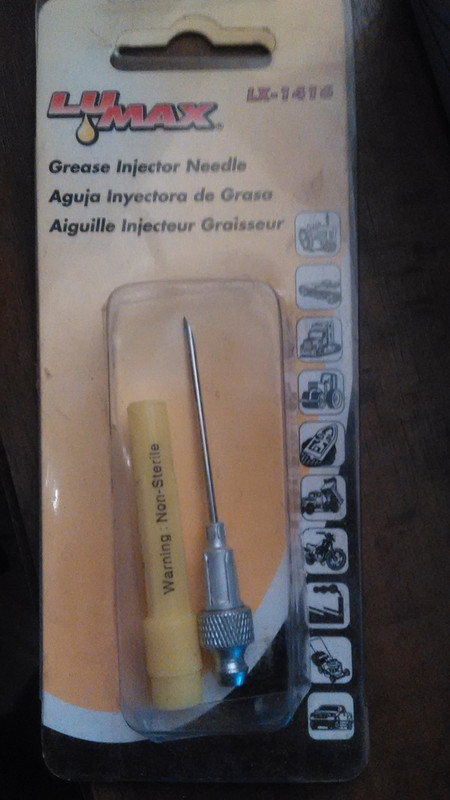 LUMAX®
LX-1416
Grease Injector Needle
Aguja Inyectora de Grasa
Aiguille Injecteur Graisseur
Warning: Non-Sterile